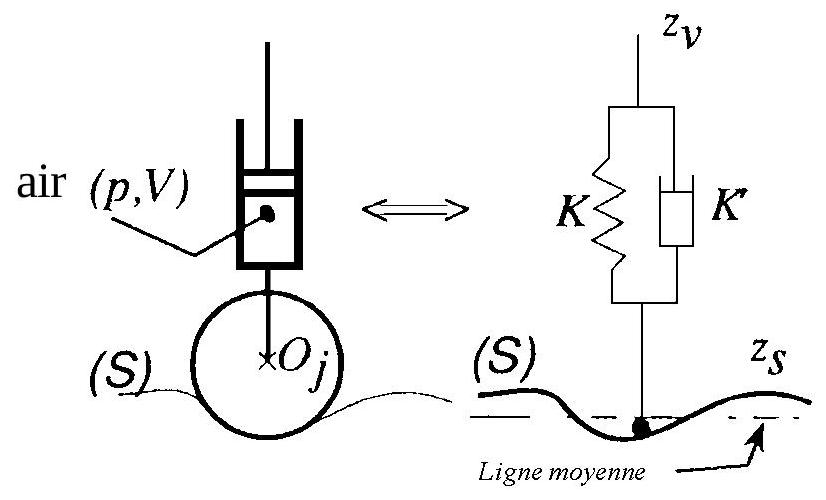 air (p,V)
O_j
(S)
z_v
K
K'
(S)
z_s
Ligne moyenne